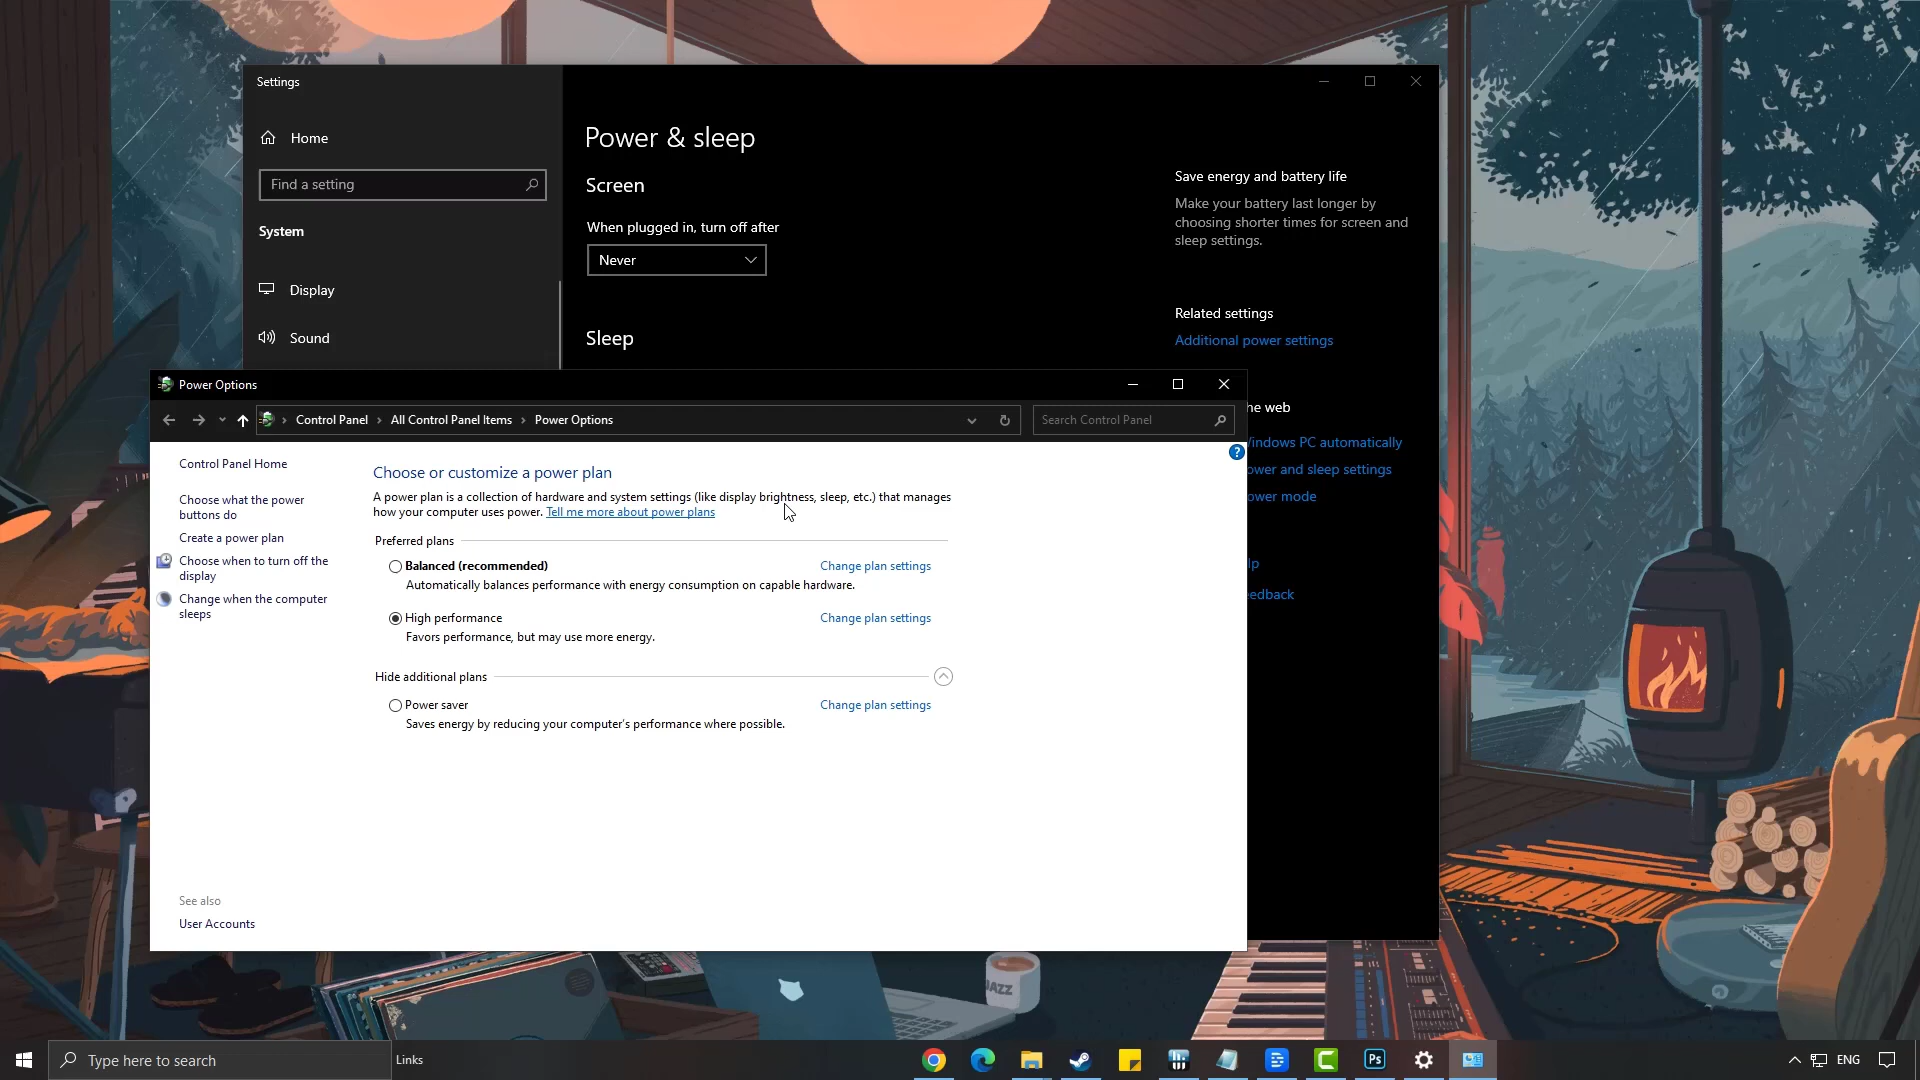 Settings
Home
Find a setting
System
Display
Sound
Power & sleep
Screen
When plugged in, turn off after
Never
Sleep
Save energy and battery life
Make your battery last longer by
choosing shorter times for screen and
sleep settings.
Related settings
Additional power settings
ne web
Windows PC automatically
ower and sleep settings
ower mode
lp
eedback
Power Options
Control Panel › All Control Panel Items › Power Options
Search Control Panel
?
Control Panel Home
Choose what the power
buttons do
Create a power plan
Choose when to turn off the
display
Change when the computer
sleeps
See also
User Accounts
Choose or customize a power plan
A power plan is a collection of hardware and system settings (like display brightness, sleep, etc.) that manages
how your computer uses power. Tell me more about power plans
Preferred plans
Balanced (recommended) Change plan settings
Automatically balances performance with energy consumption on capable hardware.
High performance Change plan settings
Favors performance, but may use more energy.
Hide additional plans
Power saver Change plan settings
Saves energy by reducing your computer's performance where possible.
JAZZ
Type here to search
Links
Ps
ENG